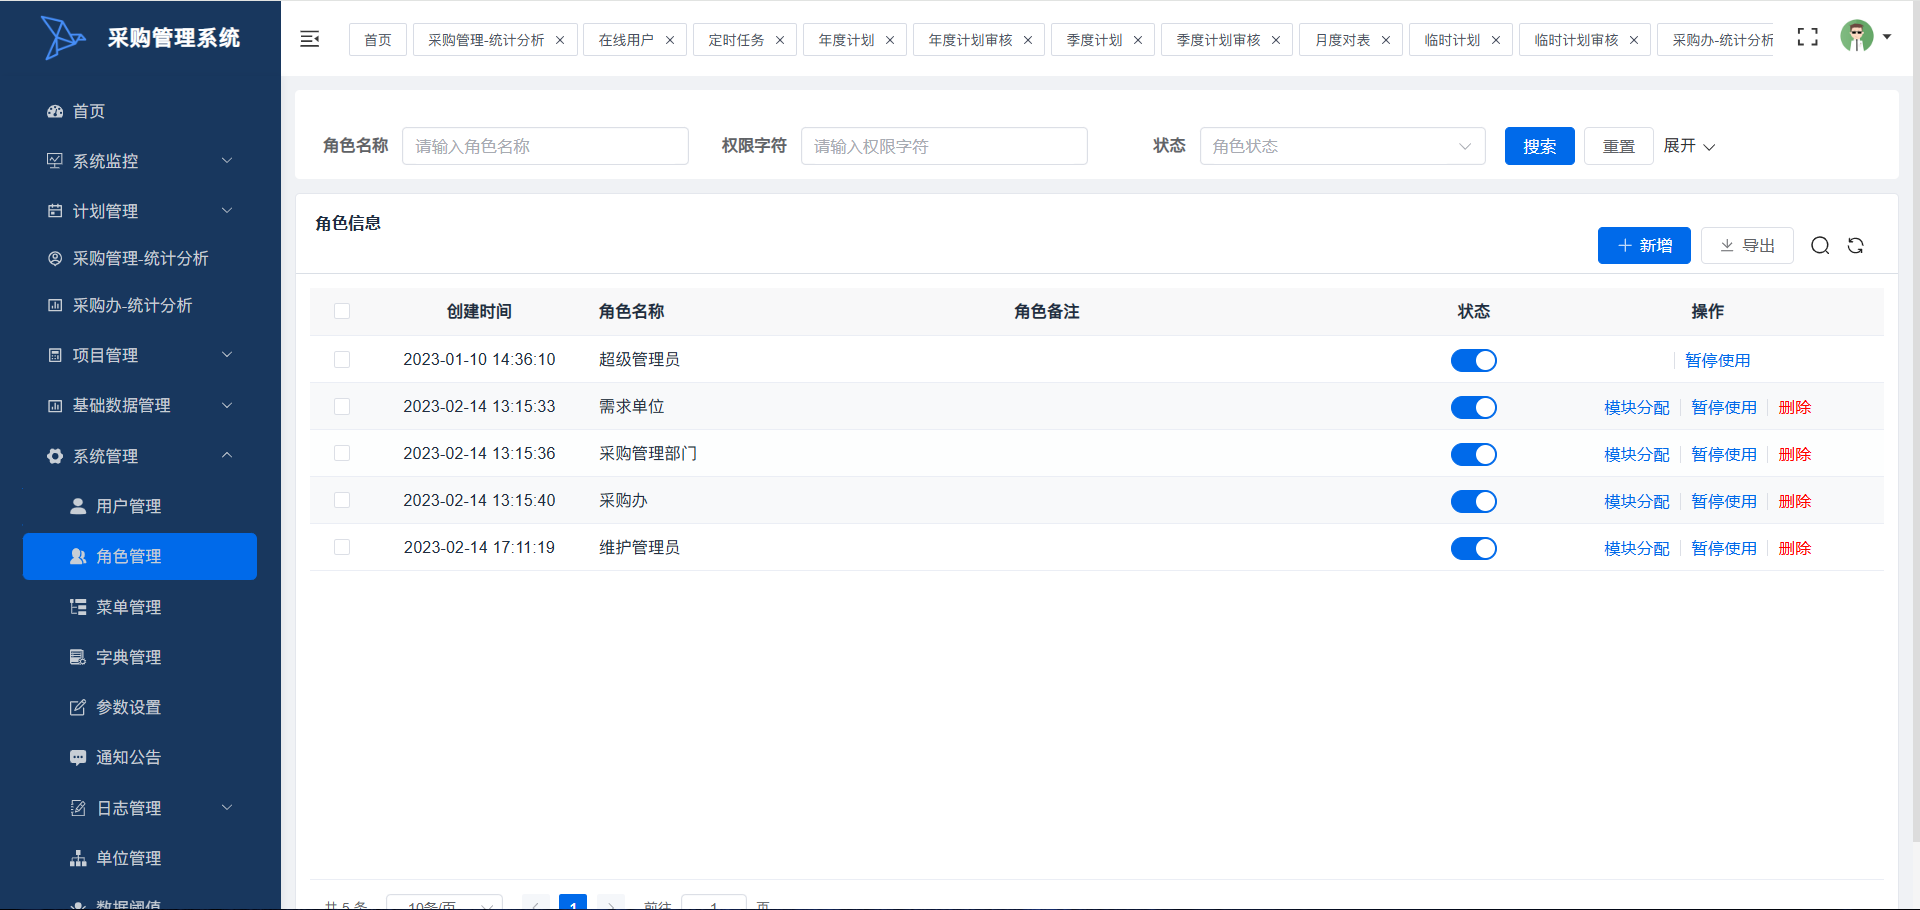 采购管理系统
首页
采购管理-统计分析
在线用户
定时任务
年度计划
年度计划审核
季度计划
季度计划审核
月度对表
临时计划
临时计划审核
采购办-统计分析
首页
系统监控
计划管理
采购管理-统计分析
采购办-统计分析
项目管理
基础数据管理
系统管理
用户管理
角色管理
菜单管理
字典管理
参数设置
通知公告
日志管理
单位管理
数据阈值
角色名称 请输入角色名称 权限字符 请输入权限字符 状态 角色状态 搜索 重置 展开
角色信息
新增 导出
创建时间 角色名称 角色备注 状态 操作
2023-01-10 14:36:10 超级管理员 暂停使用
2023-02-14 13:15:33 需求单位 模块分配 暂停使用 删除
2023-02-14 13:15:36 采购管理部门 模块分配 暂停使用 删除
2023-02-14 13:15:40 采购办 模块分配 暂停使用 删除
2023-02-14 17:11:19 维护管理员 模块分配 暂停使用 删除
共 5 条 10条/页 1 前往 1 页